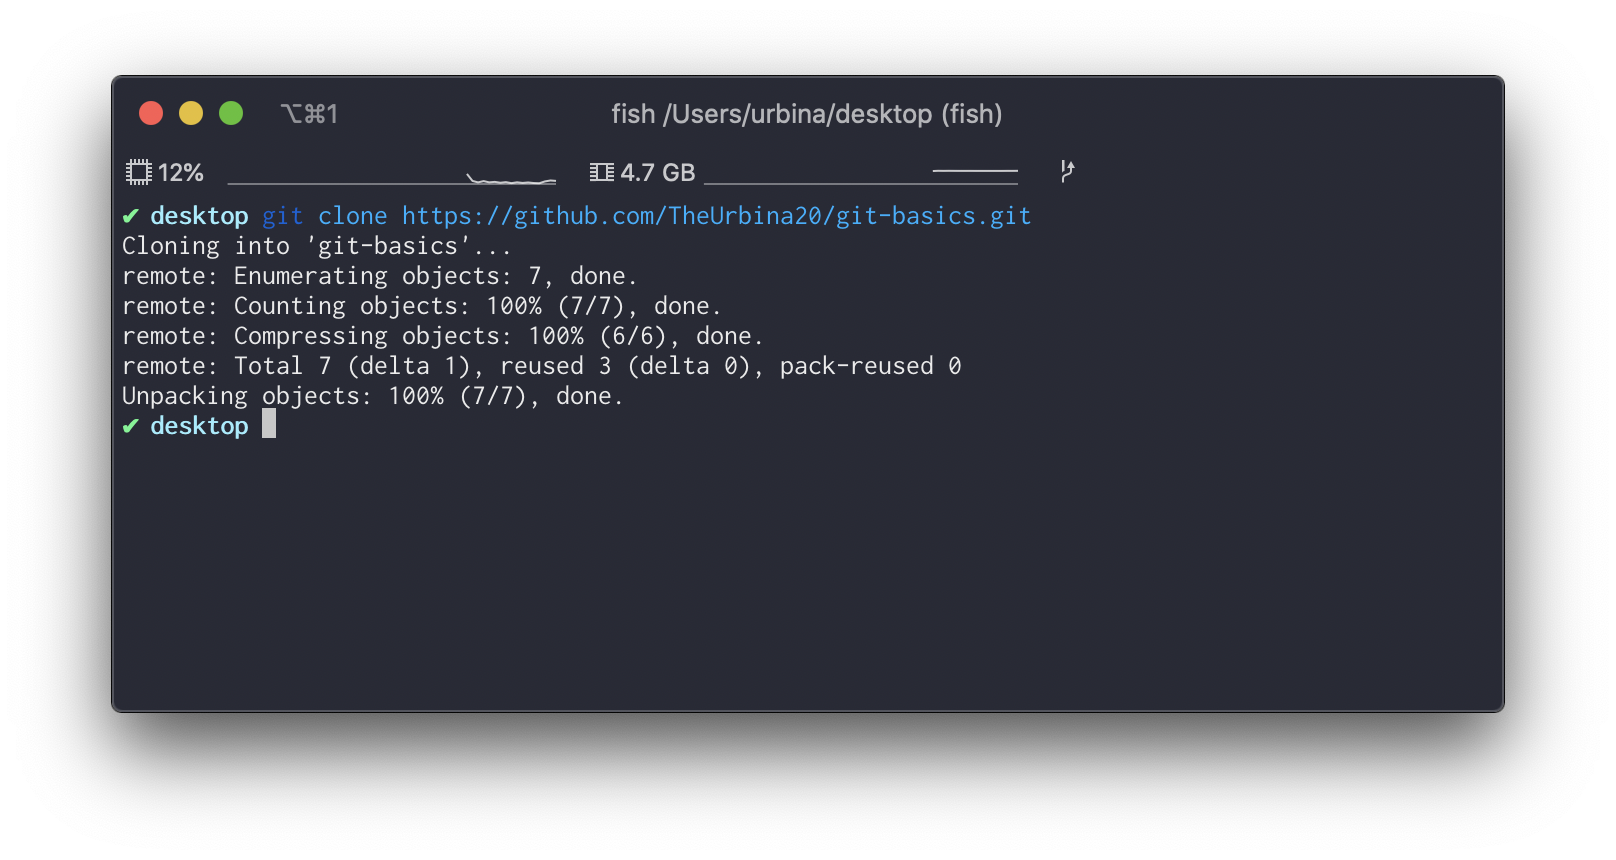 ⌥⌘1 fish /Users/urbina/desktop (fish)
12% 4.7 GB
✔ desktop git clone https://github.com/TheUrbina20/git-basics.git
Cloning into 'git-basics'...
remote: Enumerating objects: 7, done.
remote: Counting objects: 100% (7/7), done.
remote: Compressing objects: 100% (6/6), done.
remote: Total 7 (delta 1), reused 3 (delta 0), pack-reused 0
Unpacking objects: 100% (7/7), done.
✔ desktop